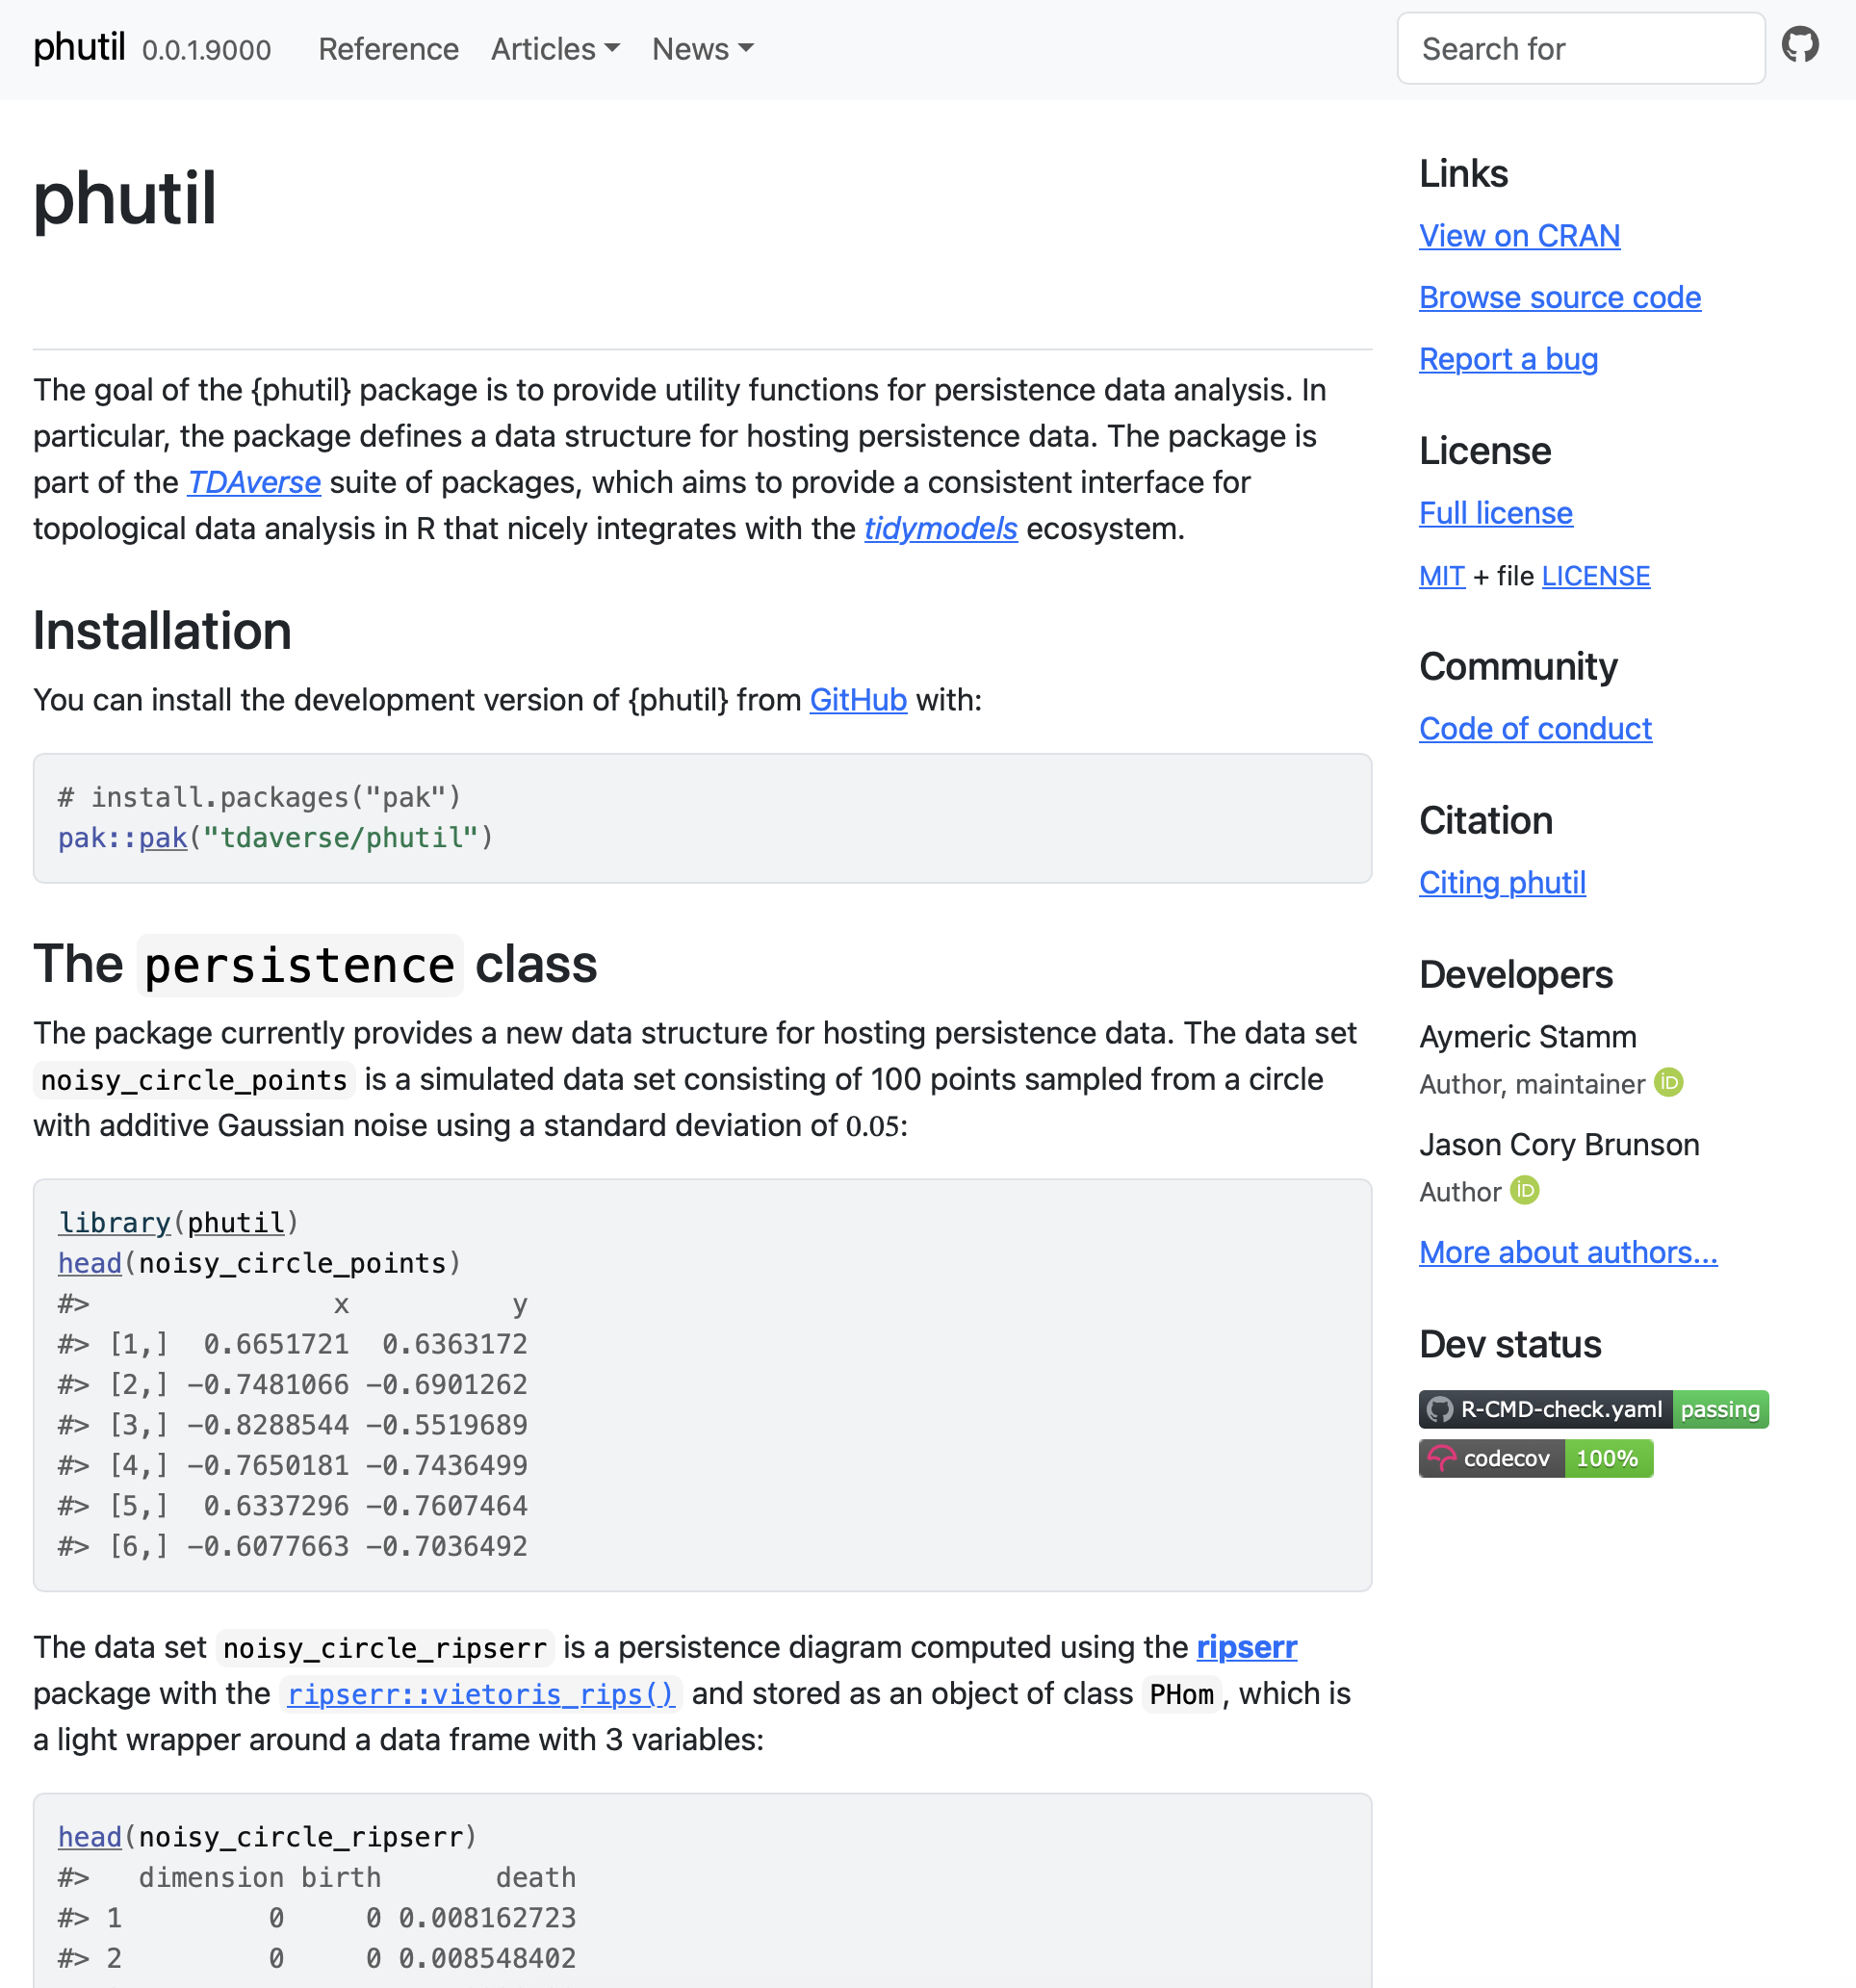 phutil 0.0.1.9000 Reference Articles News Search for
phutil
The goal of the {phutil} package is to provide utility functions for persistence data analysis. In
particular, the package defines a data structure for hosting persistence data. The package is
part of the TDAverse suite of packages, which aims to provide a consistent interface for
topological data analysis in R that nicely integrates with the tidymodels ecosystem.
Installation
You can install the development version of {phutil} from GitHub with:
# install.packages("pak")
pak::pak("tdaverse/phutil")
The persistence class
The package currently provides a new data structure for hosting persistence data. The data set
noisy_circle_points is a simulated data set consisting of 100 points sampled from a circle
with additive Gaussian noise using a standard deviation of 0.05:
library(phutil)
head(noisy_circle_points)
#>               x          y
#> [1,]  0.6651721  0.6363172
#> [2,] -0.7481066 -0.6901262
#> [3,] -0.8288544 -0.5519689
#> [4,] -0.7650181 -0.7436499
#> [5,]  0.6337296 -0.7607464
#> [6,] -0.6077663 -0.7036492
The data set noisy_circle_ripserr is a persistence diagram computed using the ripserr
package with the ripserr::vietoris_rips() and stored as an object of class PHom, which is
a light wrapper around a data frame with 3 variables:
head(noisy_circle_ripserr)
#>   dimension birth       death
#> 1         0     0 0.008162723
#> 2         0     0 0.008548402
Links
View on CRAN
Browse source code
Report a bug
License
Full license
MIT + file LICENSE
Community
Code of conduct
Citation
Citing phutil
Developers
Aymeric Stamm
Author, maintainer iD
Jason Cory Brunson
Author iD
More about authors...
Dev status
R-CMD-check.yaml passing
codecov 100%